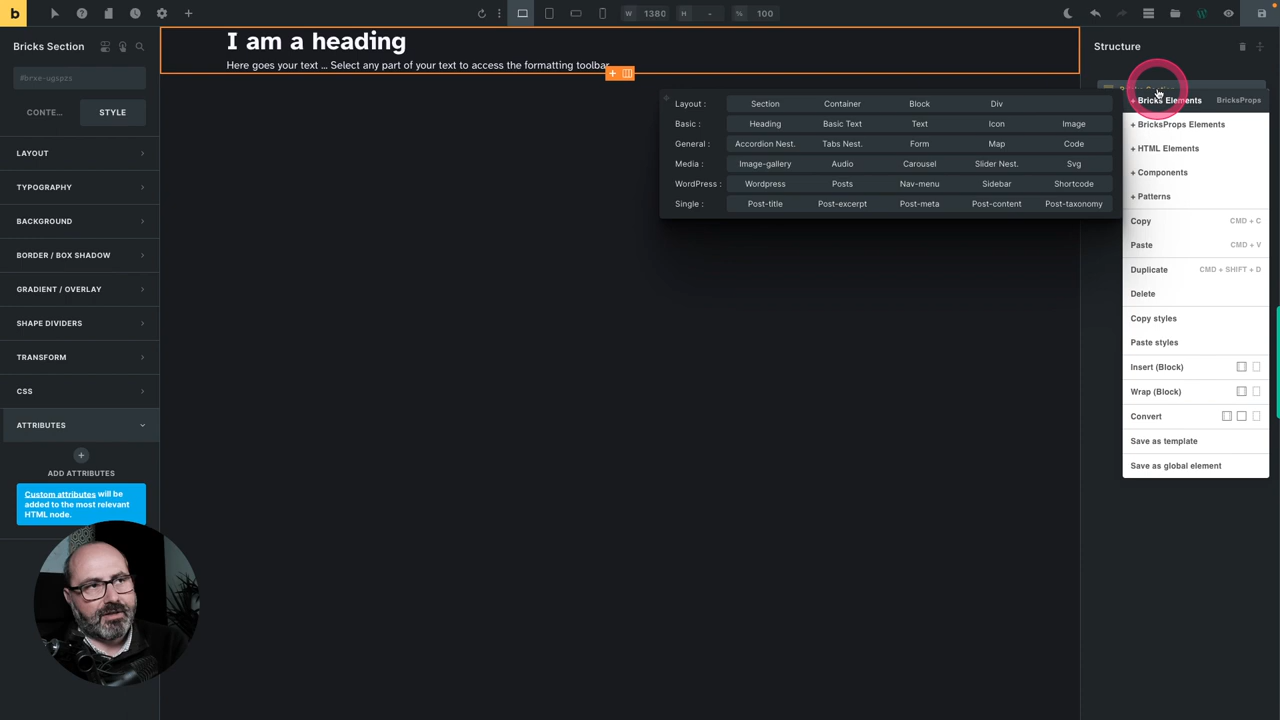 b
W 1380 H - % 100
Bricks Section
#brxe-ugspzs
CONTE...
STYLE
LAYOUT
TYPOGRAPHY
BACKGROUND
BORDER / BOX SHADOW
GRADIENT / OVERLAY
SHAPE DIVIDERS
TRANSFORM
CSS
ATTRIBUTES
ADD ATTRIBUTES
Custom attributes will be
added to the most relevant
HTML node.
I am a heading
Here goes your text ... Select any part of your text to access the formatting toolbar.
Layout : Section Container Block Div
Basic : Heading Basic Text Text Icon Image
General : Accordion Nest. Tabs Nest. Form Map Code
Media : Image-gallery Audio Carousel Slider Nest. Svg
WordPress : Wordpress Posts Nav-menu Sidebar Shortcode
Single : Post-title Post-excerpt Post-meta Post-content Post-taxonomy
Structure
Bricks Section
+ Bricks Elements BricksProps
+ BricksProps Elements
+ HTML Elements
+ Components
+ Patterns
Copy CMD + C
Paste CMD + V
Duplicate CMD + SHIFT + D
Delete
Copy styles
Paste styles
Insert (Block)
Wrap (Block)
Convert
Save as template
Save as global element